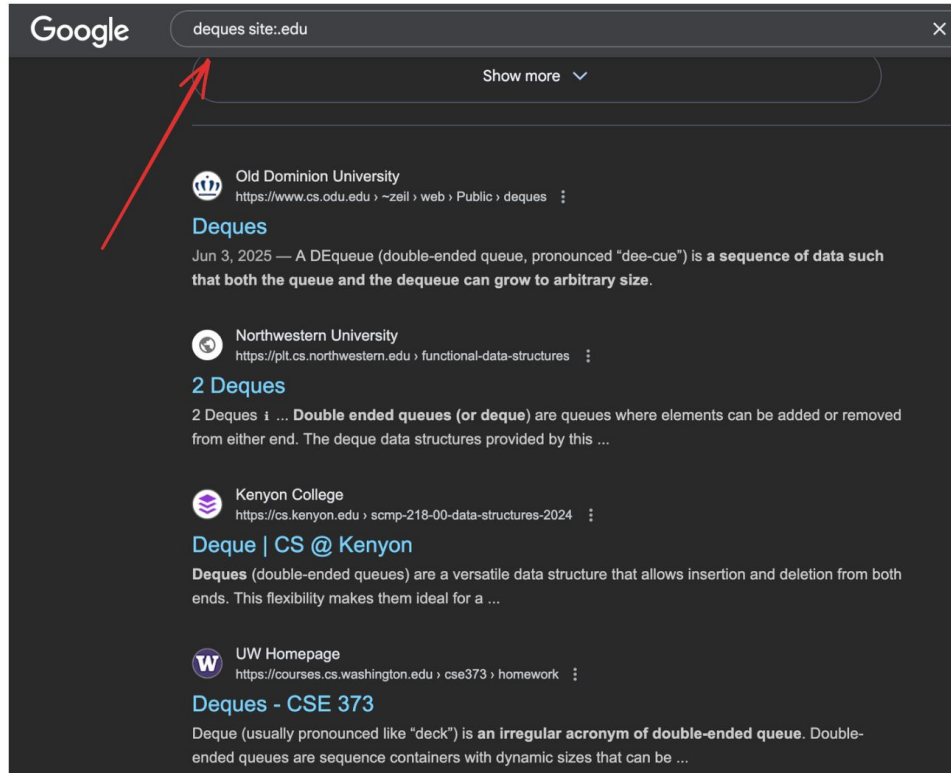 Google
deques site:.edu
Show more
Old Dominion University
https://www.cs.odu.edu › ~zeil › web › Public › deques
Deques
Jun 3, 2025 — A DEqueue (double-ended queue, pronounced “dee-cue”) is a sequence of data such
that both the queue and the dequeue can grow to arbitrary size.
Northwestern University
https://plt.cs.northwestern.edu › functional-data-structures
2 Deques
2 Deques ℹ ... Double ended queues (or deque) are queues where elements can be added or removed
from either end. The deque data structures provided by this ...
Kenyon College
https://cs.kenyon.edu › scmp-218-00-data-structures-2024
Deque | CS @ Kenyon
Deques (double-ended queues) are a versatile data structure that allows insertion and deletion from both
ends. This flexibility makes them ideal for a ...
W
UW Homepage
https://courses.cs.washington.edu › cse373 › homework
Deques - CSE 373
Deque (usually pronounced like “deck”) is an irregular acronym of double-ended queue. Double-
ended queues are sequence containers with dynamic sizes that can be ...